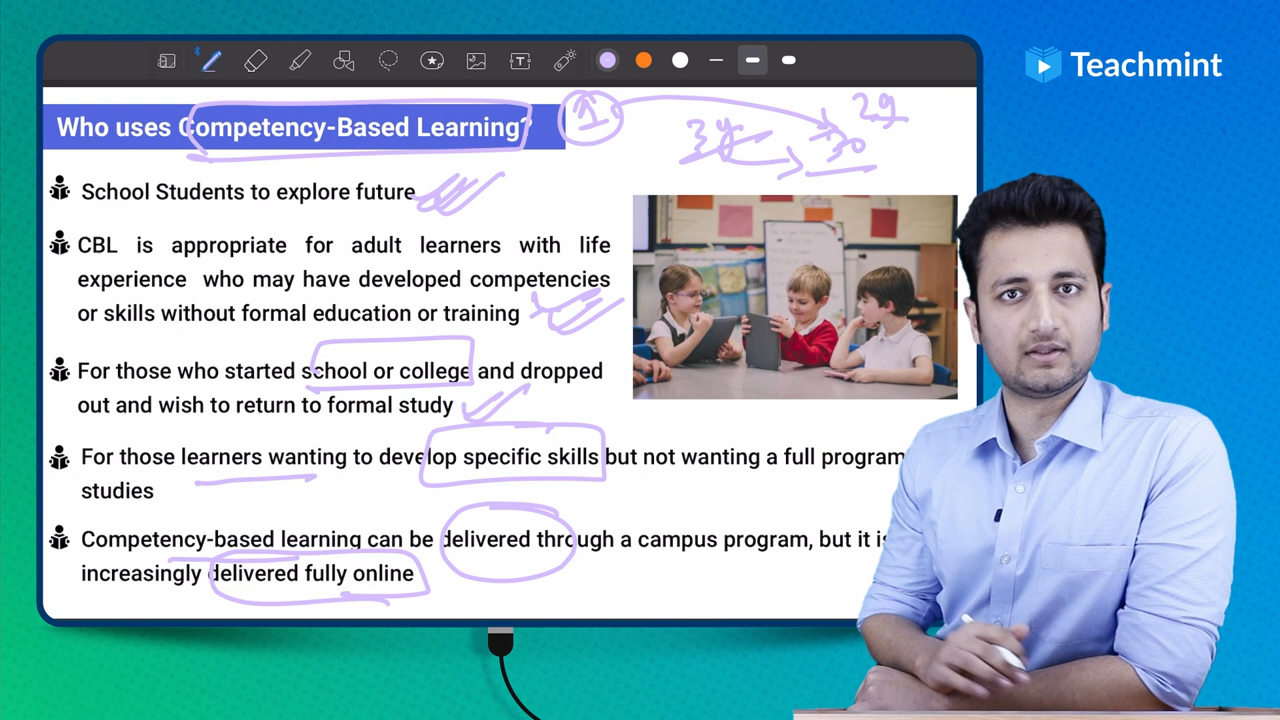 Teachmint
Who uses Competency-Based Learning?
1
29
34
30
School Students to explore future
CBL is appropriate for adult learners with life
experience who may have developed competencies
or skills without formal education or training
For those who started school or college and dropped
out and wish to return to formal study
For those learners wanting to develop specific skills but not wanting a full program
studies
Competency-based learning can be delivered through a campus program, but it is
increasingly delivered fully online